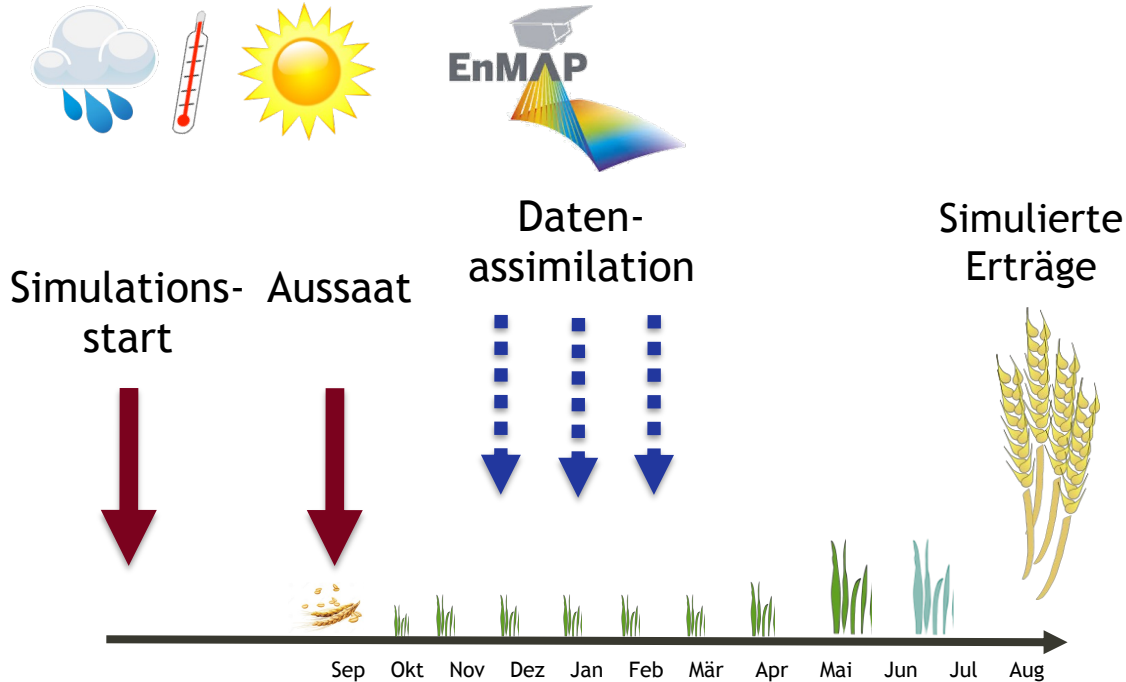 EnMAP
Daten-
assimilation
Simulierte
Erträge
Simulations-
start
Aussaat
Sep Okt Nov Dez Jan Feb Mär Apr Mai Jun Jul Aug